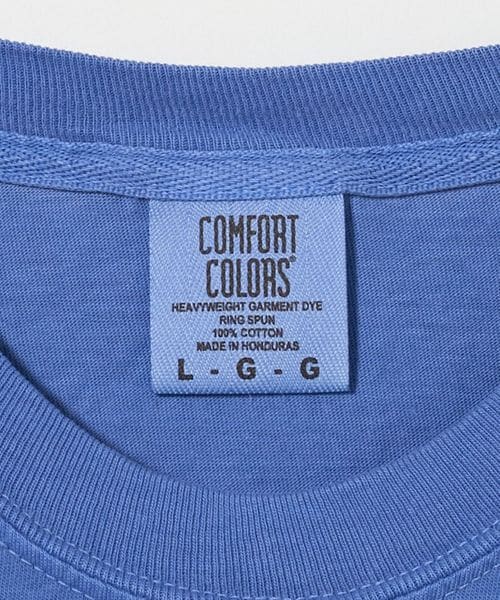 COMFORT
COLORS®
HEAVYWEIGHT GARMENT DYE
RING SPUN
100% COTTON
MADE IN HONDURAS
L - G - G